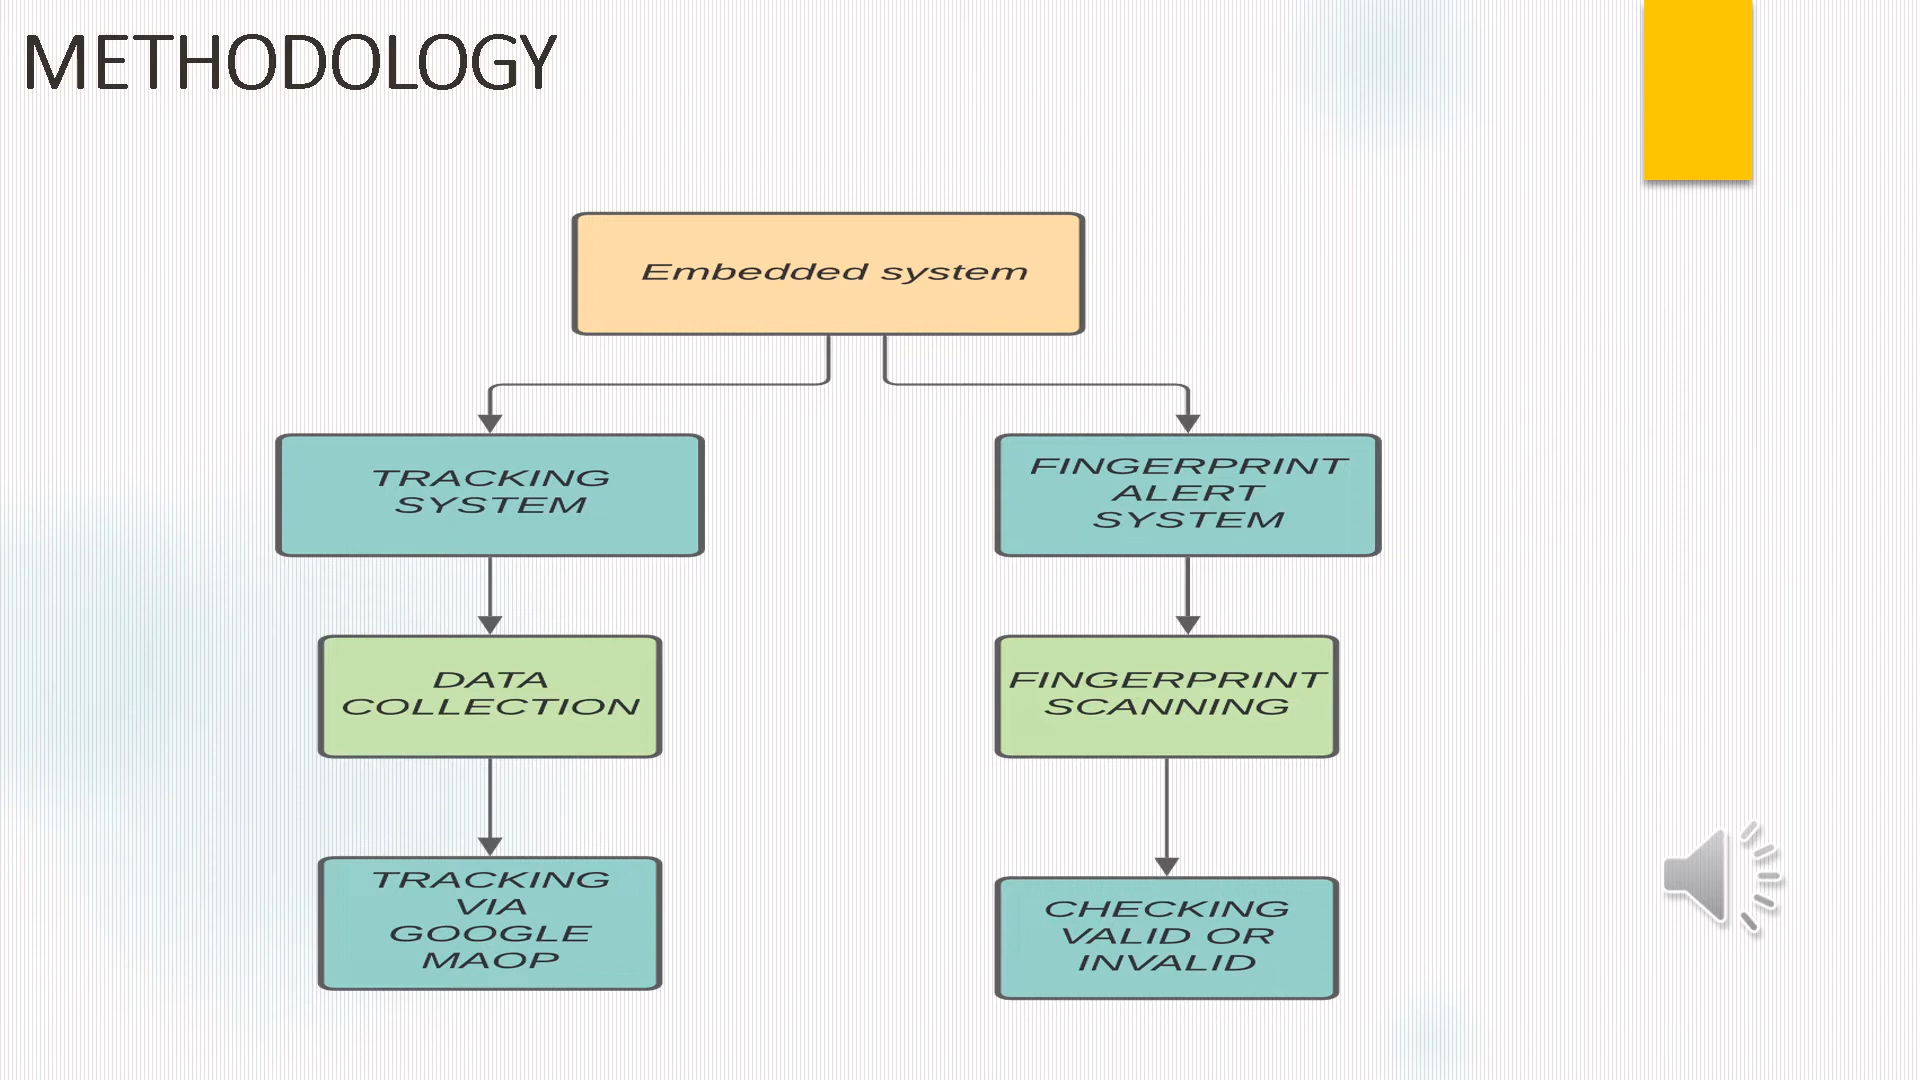 METHODOLOGY
Embedded system
TRACKING
SYSTEM
FINGERPRINT
ALERT
SYSTEM
DATA
COLLECTION
FINGERPRINT
SCANNING
TRACKING
VIA
GOOGLE
MAOP
CHECKING
VALID OR
INVALID